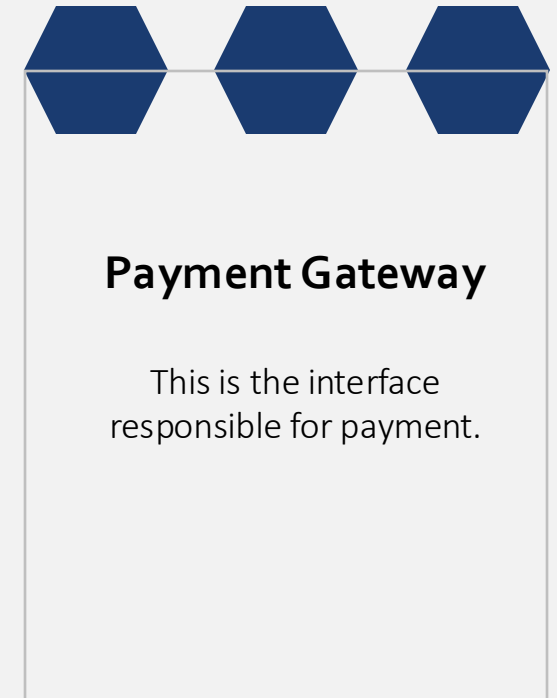 Payment Gateway
This is the interface
responsible for payment.